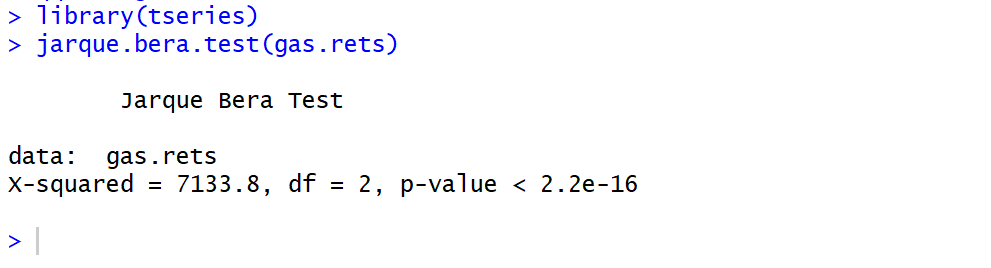 > library(tseries)
> jarque.bera.test(gas.rets)
Jarque Bera Test
data:  gas.rets
X-squared = 7133.8, df = 2, p-value < 2.2e-16
>